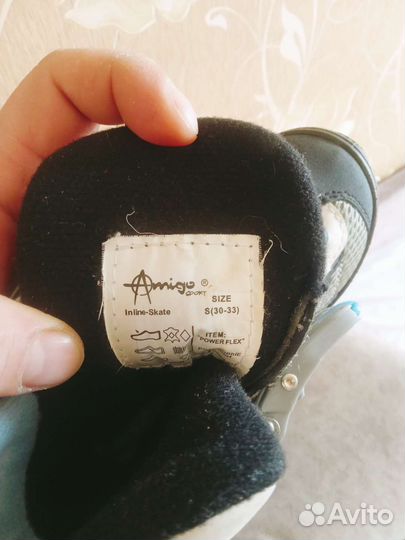 Amigo ®
SPORT
SIZE
Inline-Skate
S(30-33)
ITEM:
"POWER FLEX"
Avito